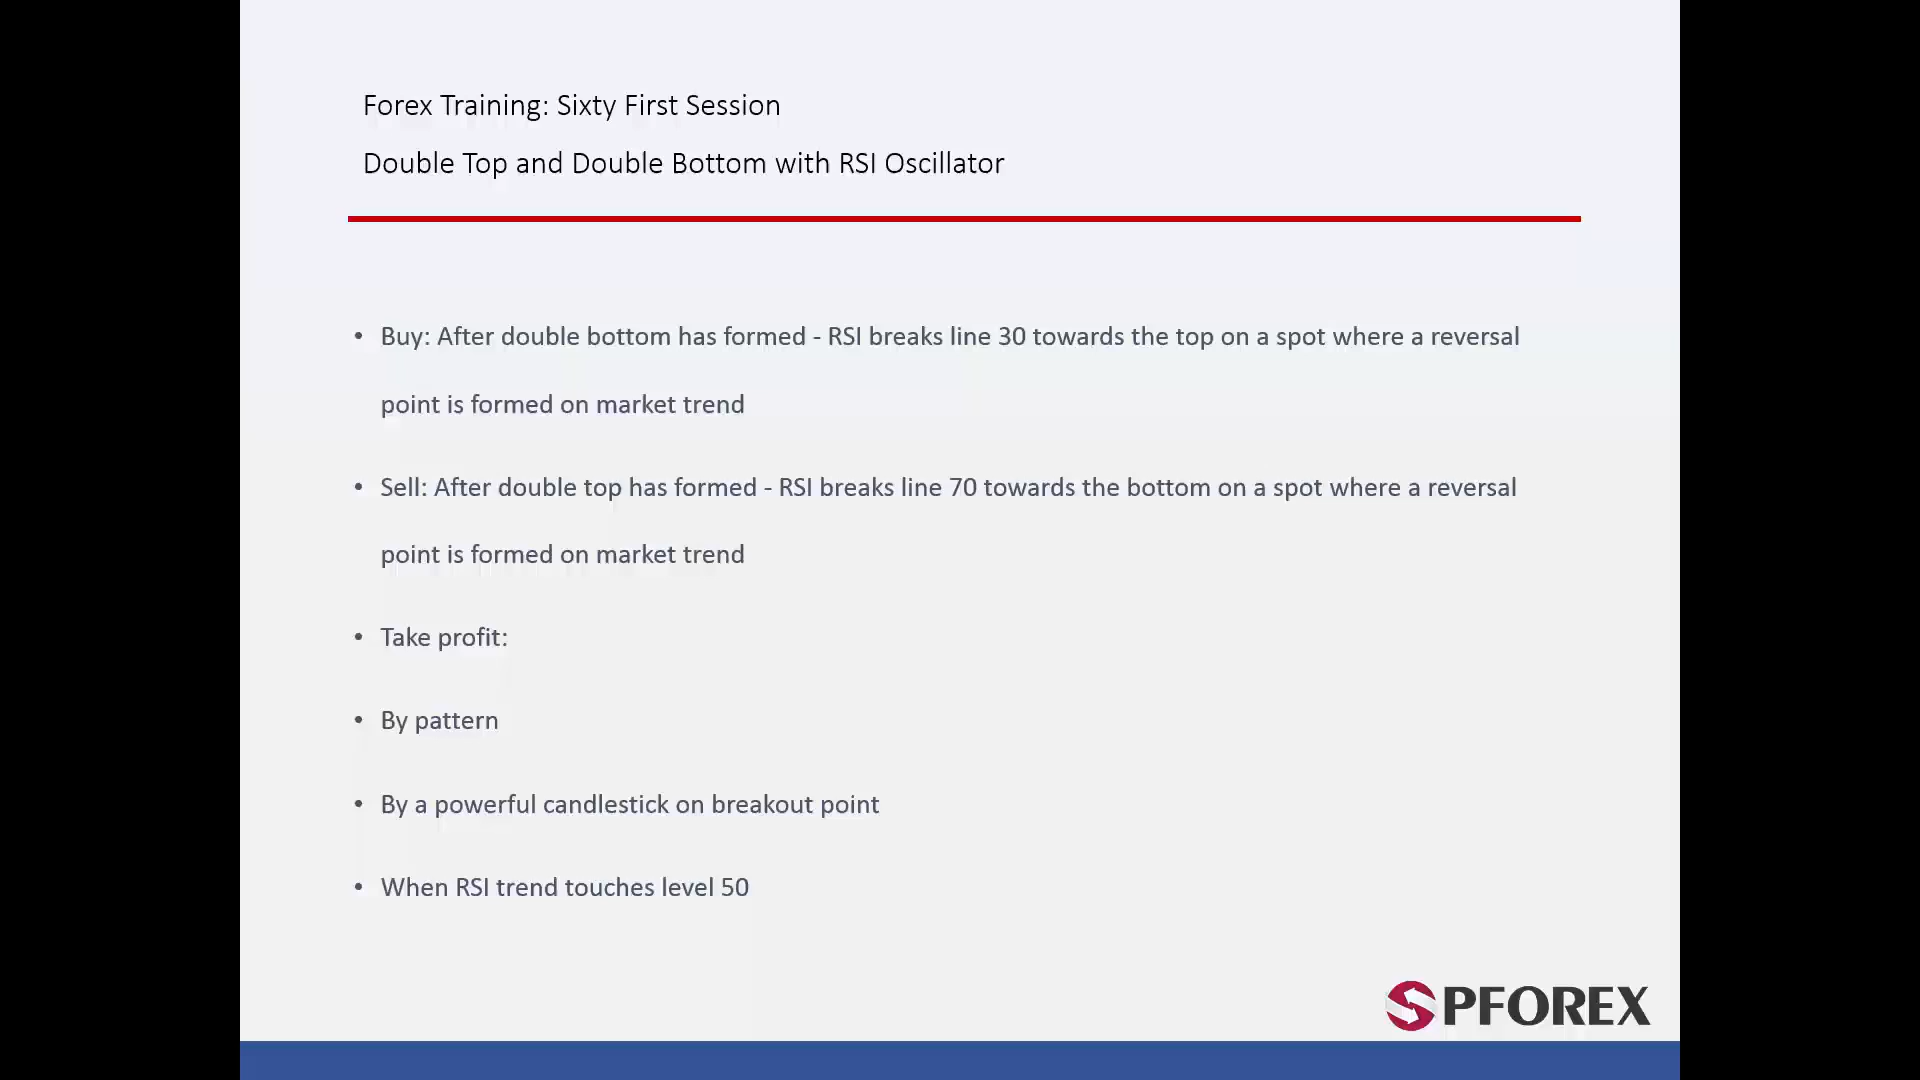 Forex Training: Sixty First Session
Double Top and Double Bottom with RSI Oscillator
• Buy: After double bottom has formed - RSI breaks line 30 towards the top on a spot where a reversal
point is formed on market trend
• Sell: After double top has formed - RSI breaks line 70 towards the bottom on a spot where a reversal
point is formed on market trend
• Take profit:
• By pattern
• By a powerful candlestick on breakout point
• When RSI trend touches level 50
SPFOREX